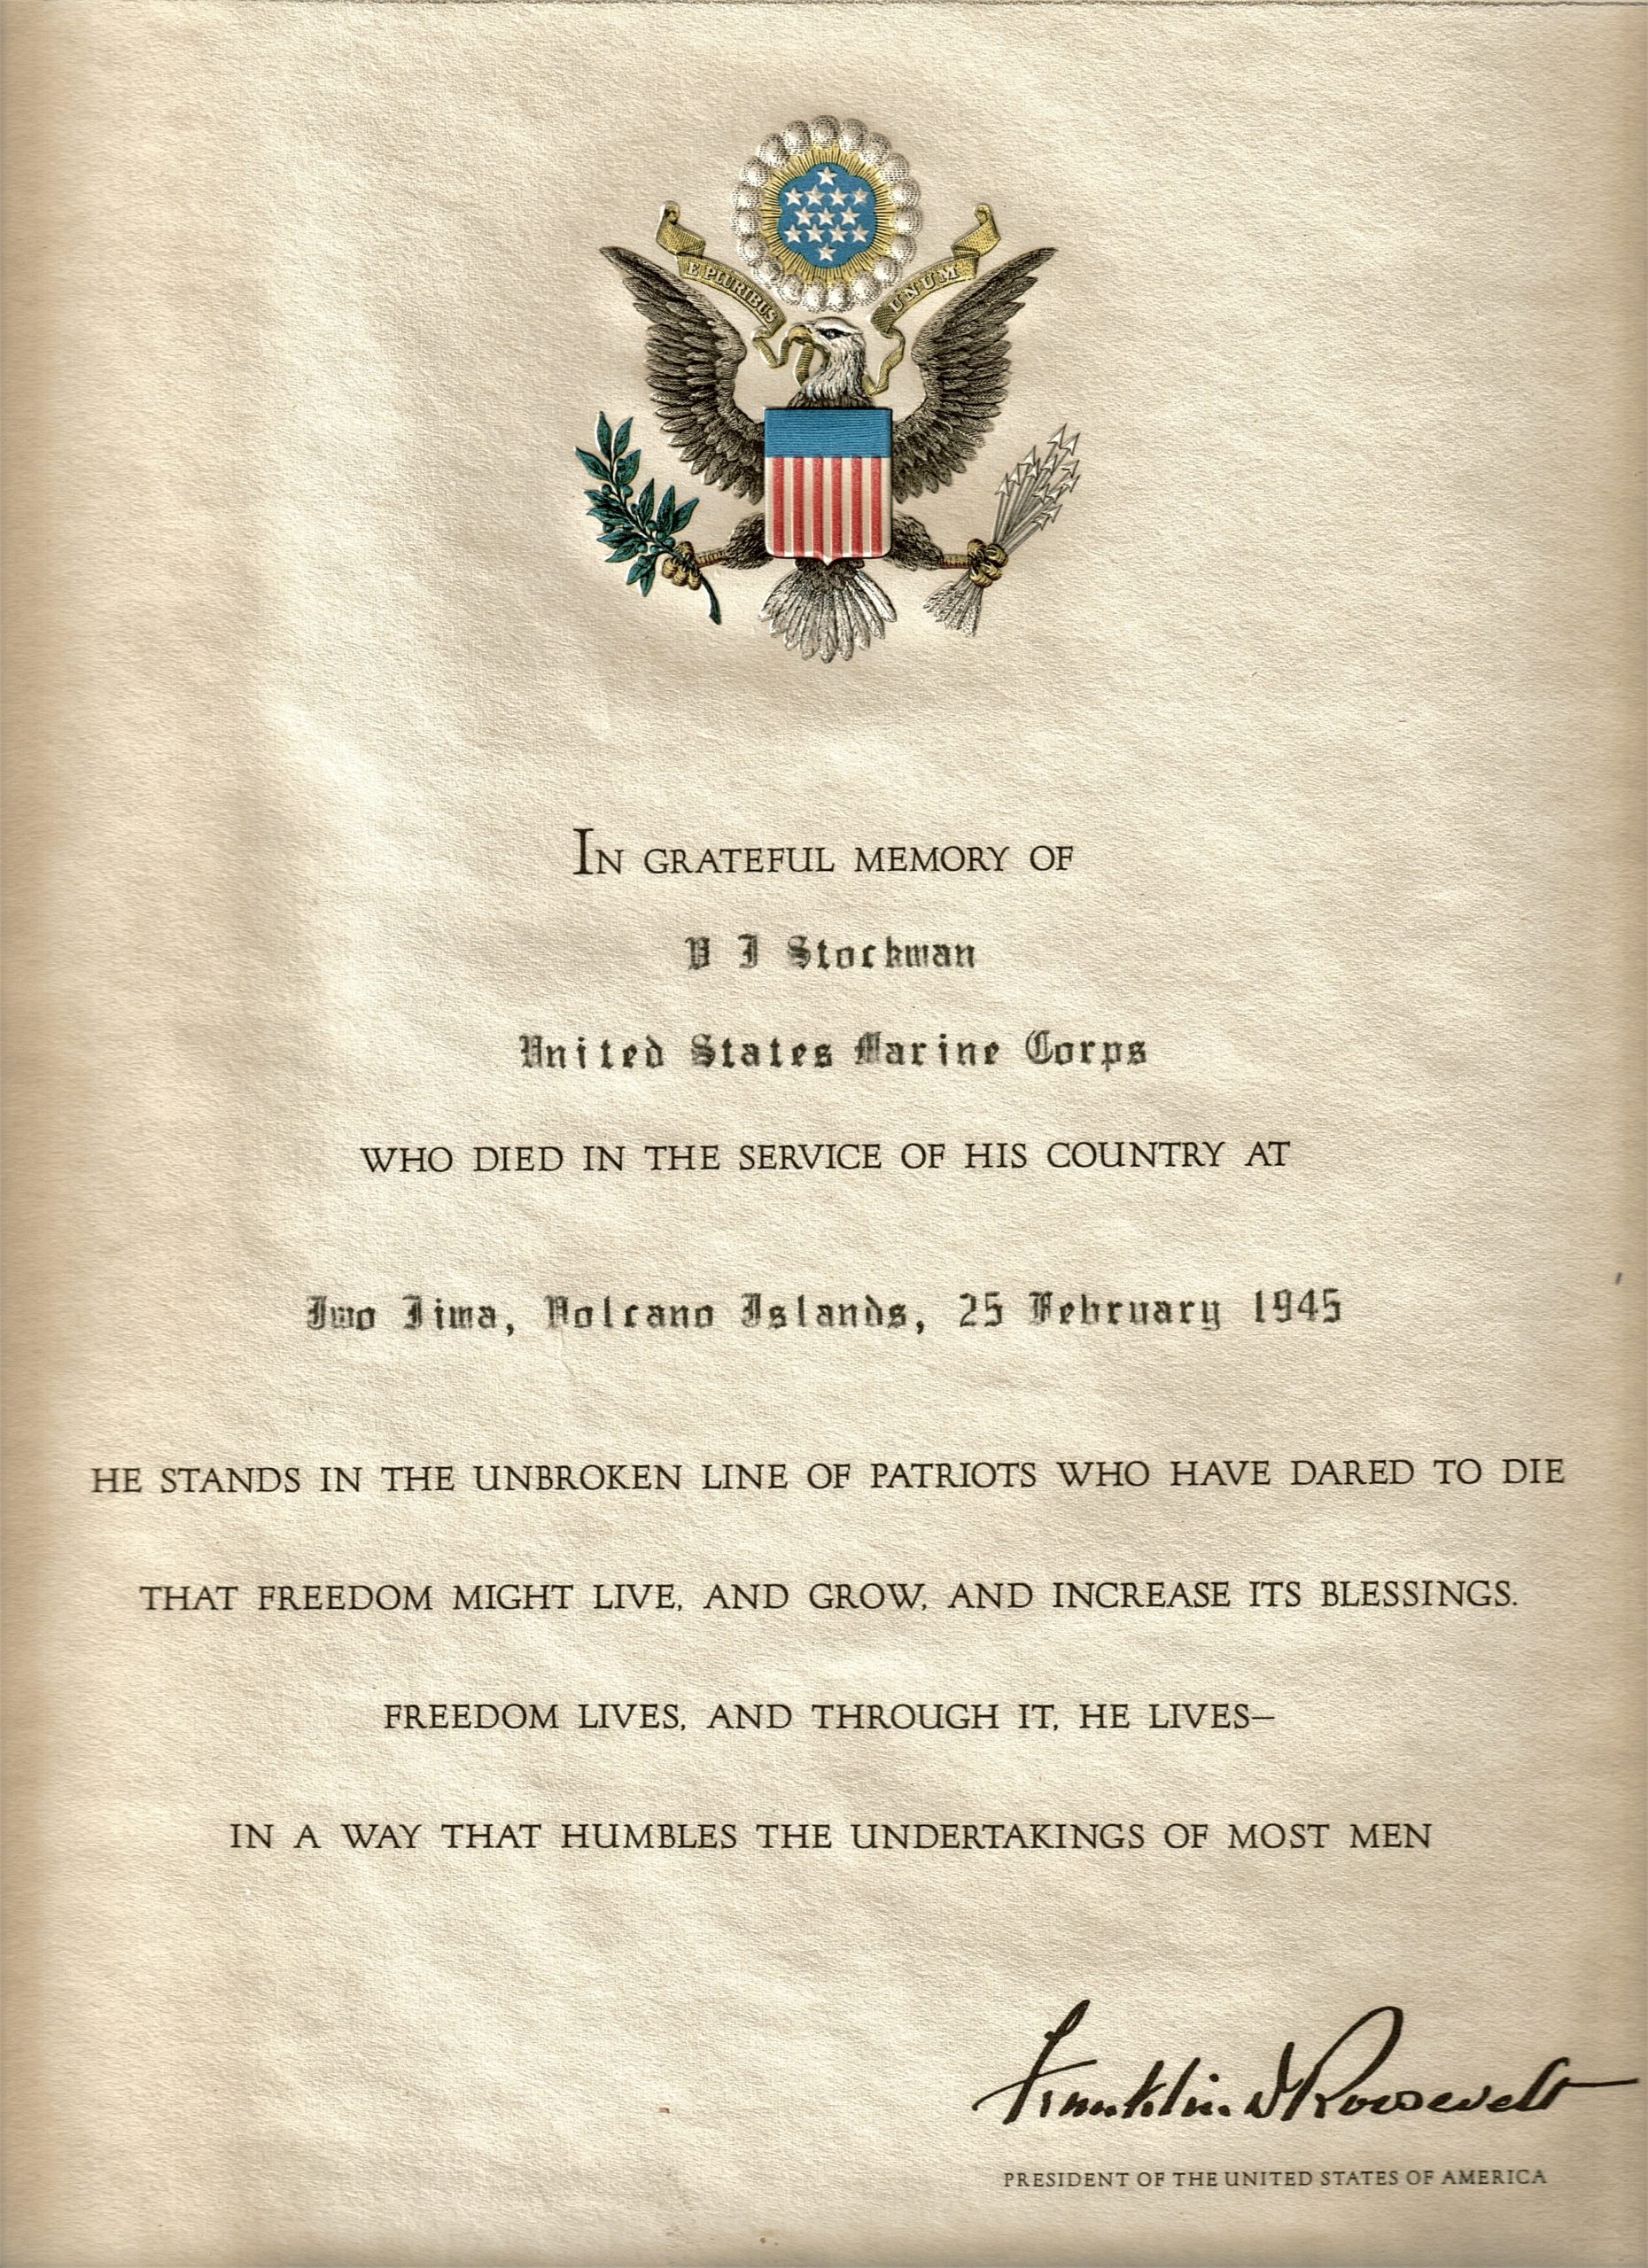 E PLURIBUS UNUM
IN GRATEFUL MEMORY OF
V J Stockman
United States Marine Corps
WHO DIED IN THE SERVICE OF HIS COUNTRY AT
Iwo Jima, Volcano Islands, 25 February 1945
HE STANDS IN THE UNBROKEN LINE OF PATRIOTS WHO HAVE DARED TO DIE
THAT FREEDOM MIGHT LIVE, AND GROW, AND INCREASE ITS BLESSINGS.
FREEDOM LIVES, AND THROUGH IT, HE LIVES—
IN A WAY THAT HUMBLES THE UNDERTAKINGS OF MOST MEN
Franklin D Roosevelt
PRESIDENT OF THE UNITED STATES OF AMERICA